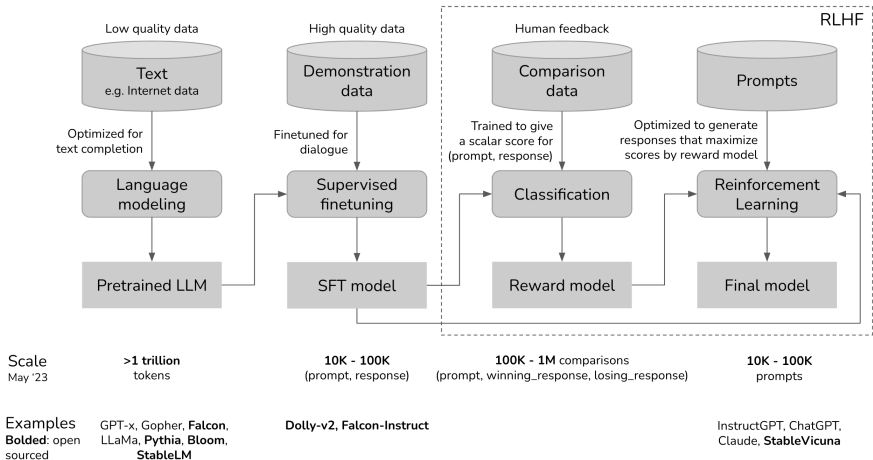 RLHF
Low quality data
High quality data
Human feedback
Text
e.g. Internet data
Demonstration
data
Comparison
data
Prompts
Optimized for
text completion
Finetuned for
dialogue
Trained to give
a scalar score for
(prompt, response)
Optimized to generate
responses that maximize
scores by reward model
Language
modeling
Supervised
finetuning
Classification
Reinforcement
Learning
Pretrained LLM
SFT model
Reward model
Final model
Scale
May ‘23
>1 trillion
tokens
10K - 100K
(prompt, response)
100K - 1M comparisons
(prompt, winning_response, losing_response)
10K - 100K
prompts
Examples
Bolded: open
sourced
GPT-x, Gopher, Falcon,
LLaMa, Pythia, Bloom,
StableLM
Dolly-v2, Falcon-Instruct
InstructGPT, ChatGPT,
Claude, StableVicuna